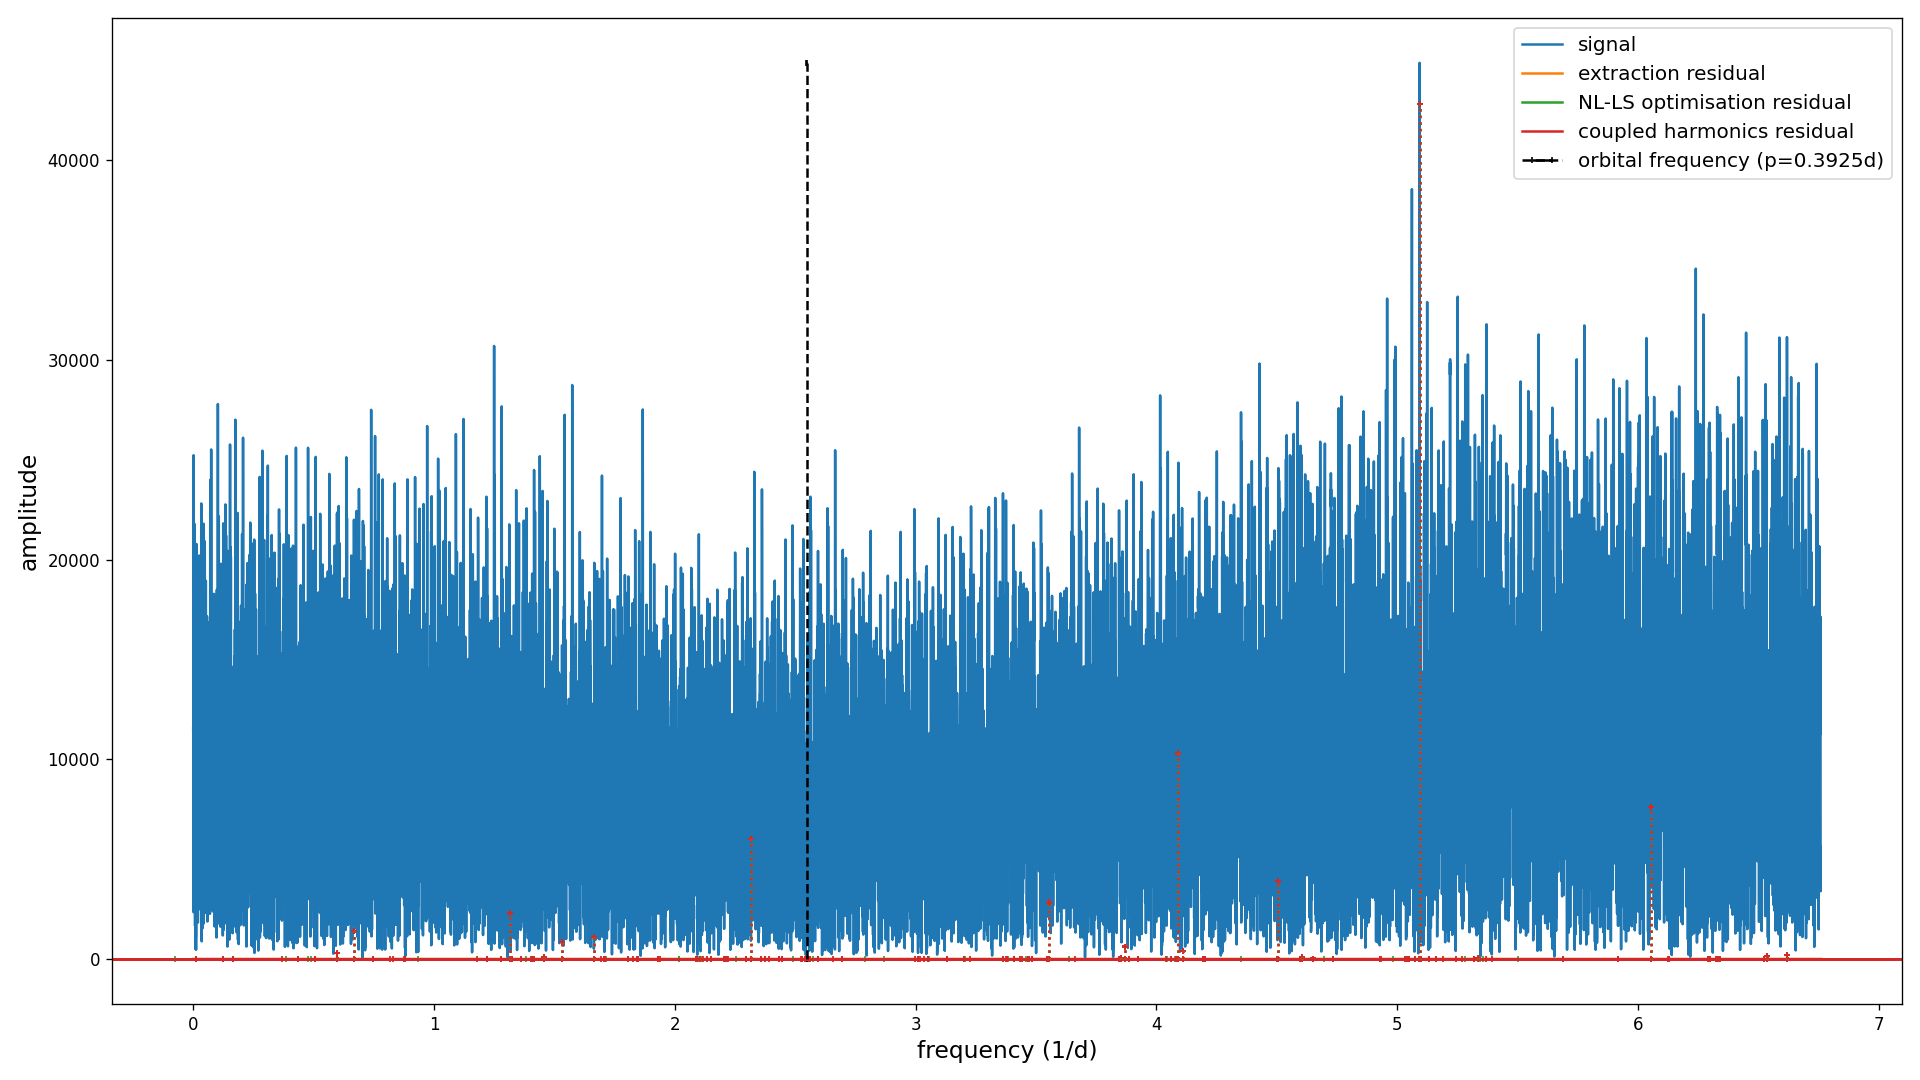 signal
extraction residual
NL-LS optimisation residual
coupled harmonics residual
orbital frequency (p=0.3925d)
amplitude
40000
30000
20000
10000
0
0 1 2 3 4 5 6 7
frequency (1/d)